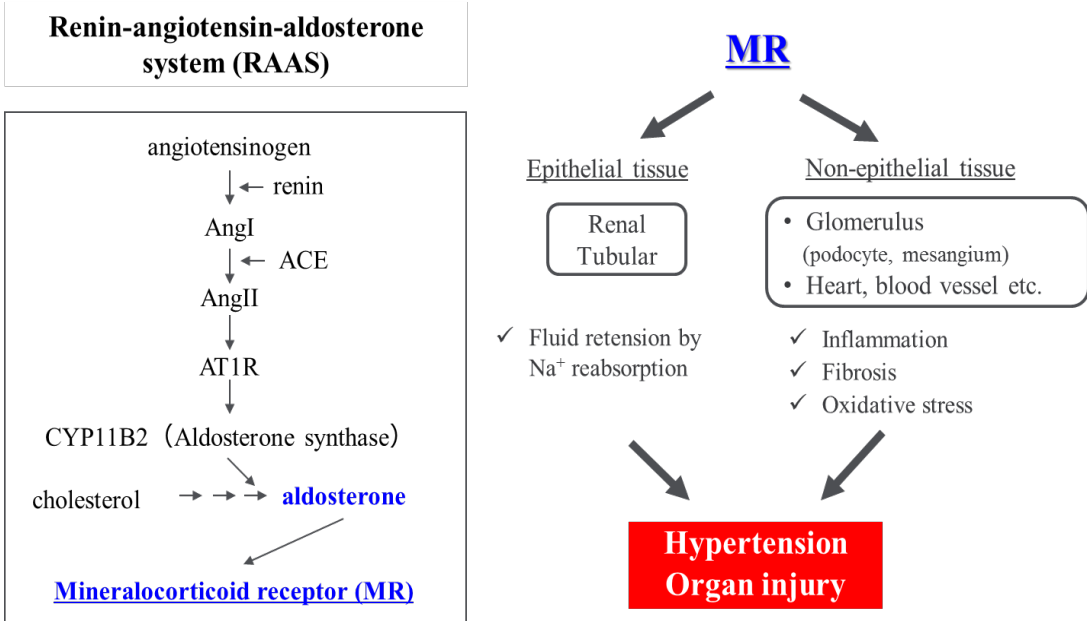 Renin-angiotensin-aldosterone
system (RAAS)
angiotensinogen
renin
AngI
ACE
AngII
AT1R
CYP11B2（Aldosterone synthase）
cholesterol
aldosterone
Mineralocorticoid receptor (MR)
MR
Epithelial tissue
Renal
Tubular
✓ Fluid retension by
Na⁺ reabsorption
Non-epithelial tissue
• Glomerulus
(podocyte, mesangium)
• Heart, blood vessel etc.
✓ Inflammation
✓ Fibrosis
✓ Oxidative stress
Hypertension
Organ injury